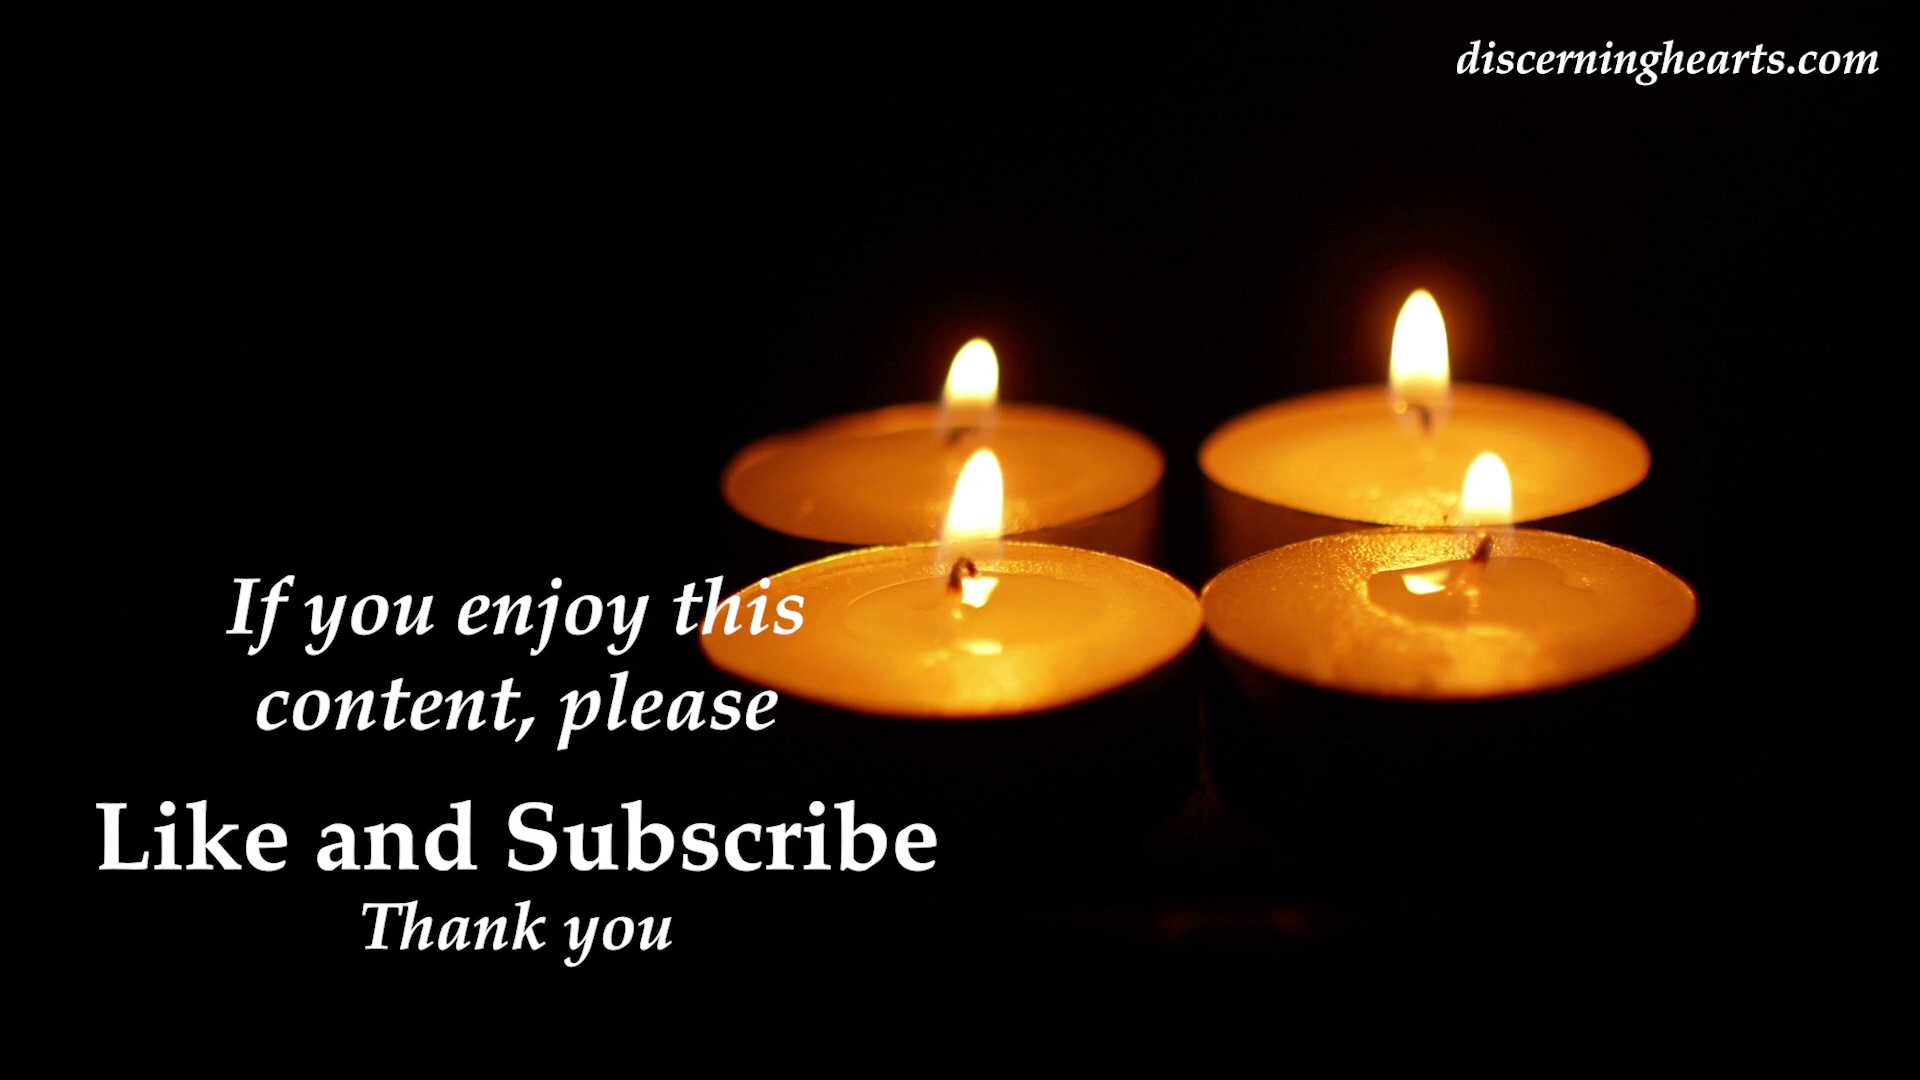 discerninghearts.com
If you enjoy this
content, please
Like and Subscribe
Thank you